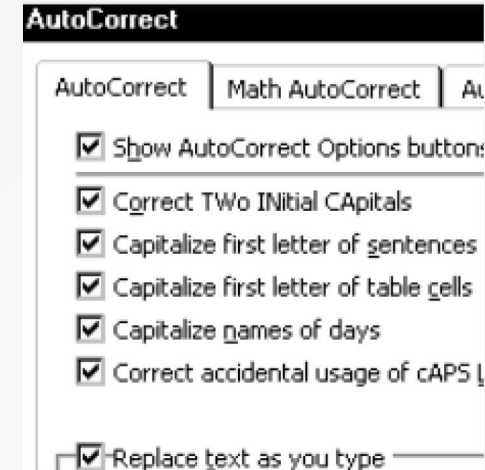 AutoCorrect
AutoCorrect Math AutoCorrect
Show AutoCorrect Options buttons
Correct TWo INitial CApitals
Capitalize first letter of sentences
Capitalize first letter of table cells
Capitalize names of days
Correct accidental usage of cAPS
Replace text as you type